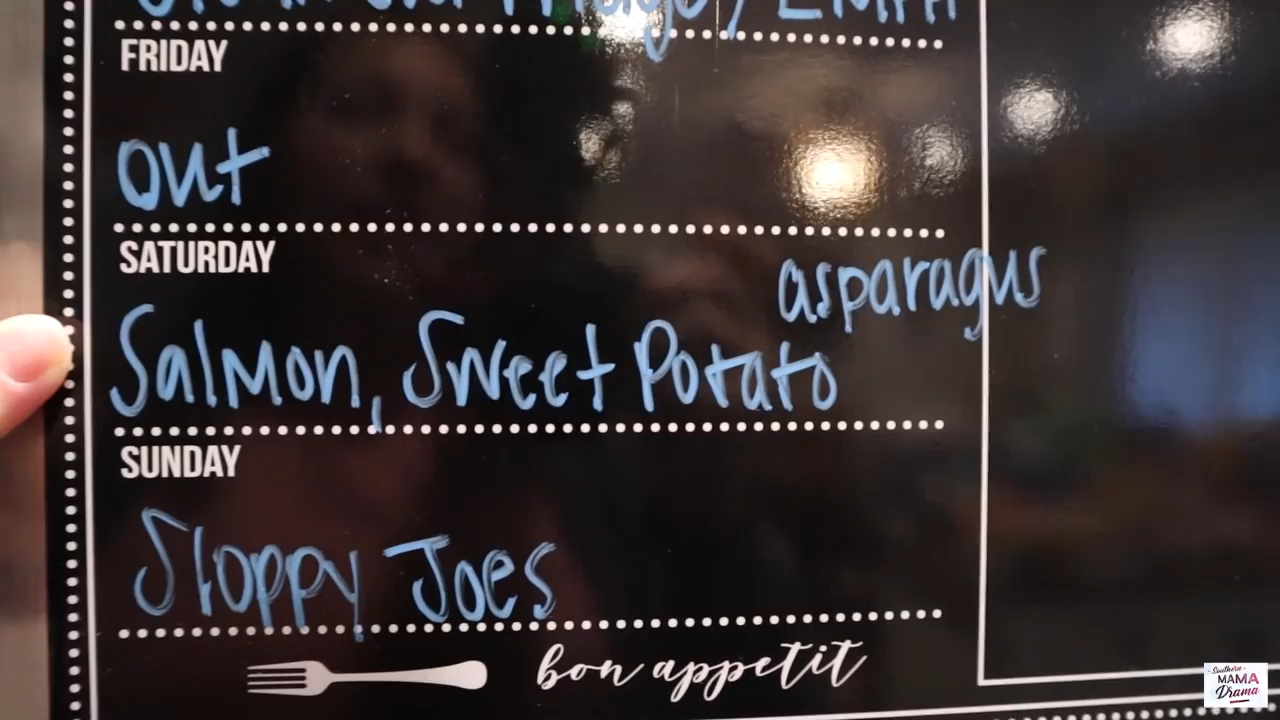 FRIDAY
out
SATURDAY
asparagus
Salmon, Sweet Potato
SUNDAY
Sloppy Joes
bon appetit
Southern
MAMA
Drama